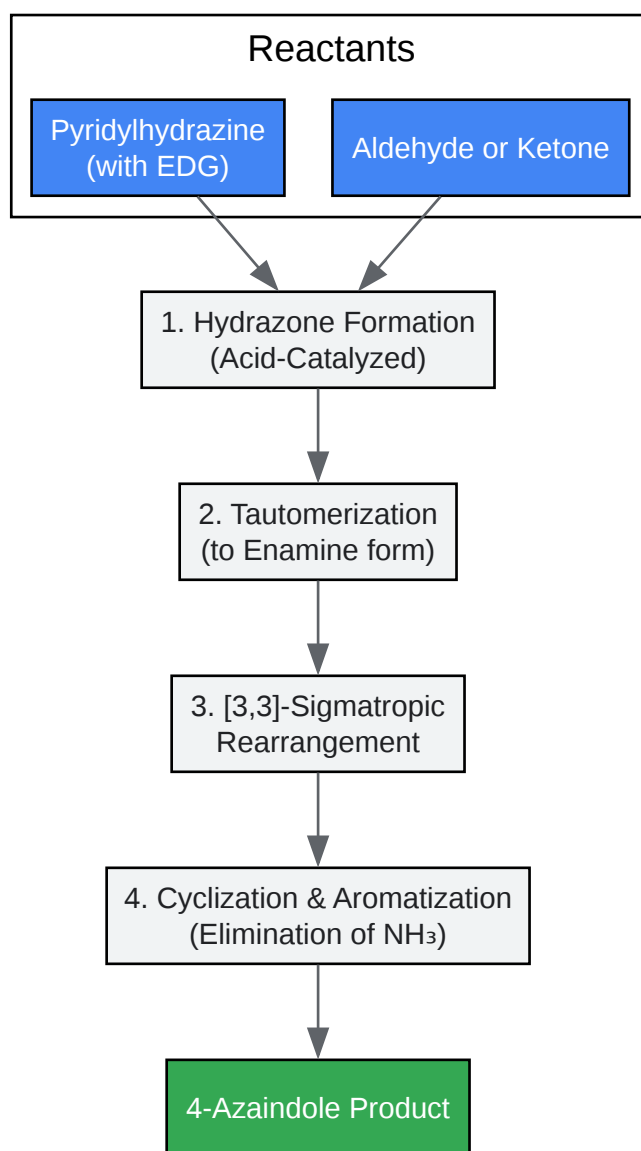 Reactants
Pyridylhydrazine
(with EDG)
Aldehyde or Ketone
1. Hydrazone Formation
(Acid-Catalyzed)
2. Tautomerization
(to Enamine form)
3. [3,3]-Sigmatropic
Rearrangement
4. Cyclization & Aromatization
(Elimination of NH₃)
4-Azaindole Product